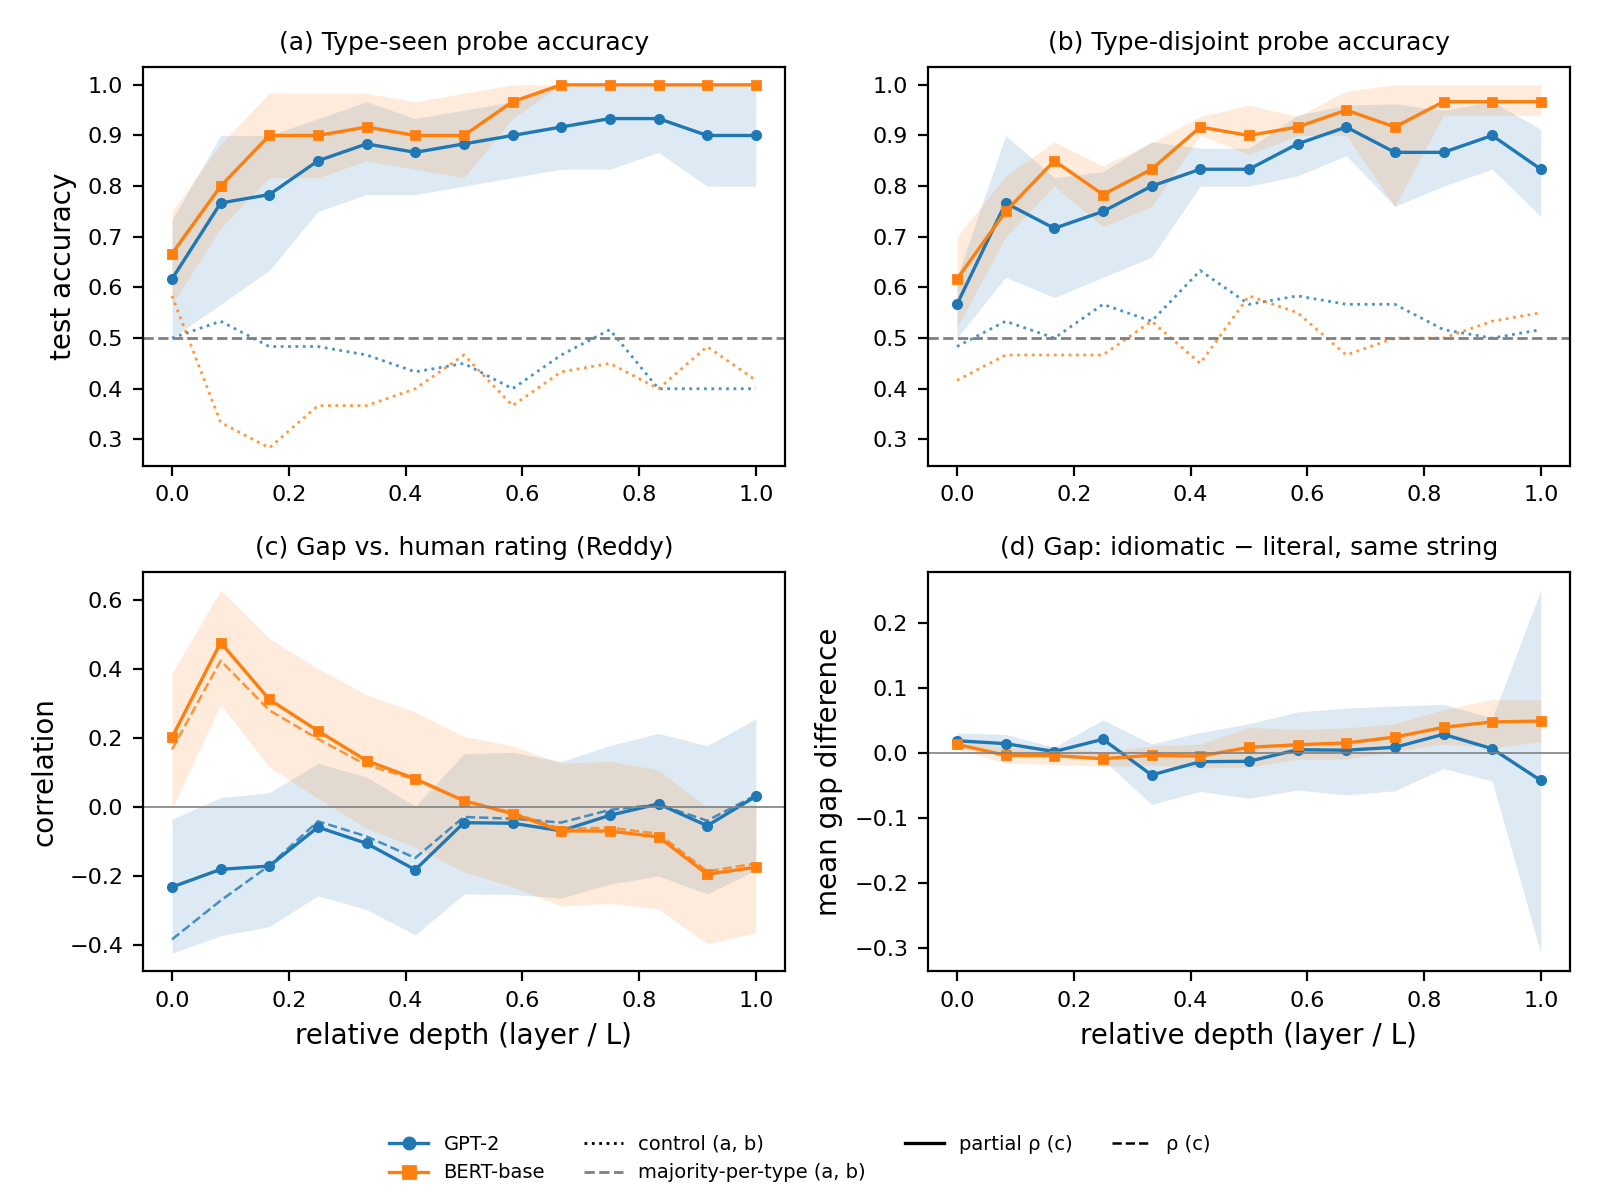 (a) Type-seen probe accuracy
test accuracy
1.0
0.9
0.8
0.7
0.6
0.5
0.4
0.3
0.0 0.2 0.4 0.6 0.8 1.0
(b) Type-disjoint probe accuracy
1.0
0.9
0.8
0.7
0.6
0.5
0.4
0.3
0.0 0.2 0.4 0.6 0.8 1.0
(c) Gap vs. human rating (Reddy)
correlation
0.6
0.4
0.2
0.0
−0.2
−0.4
0.0 0.2 0.4 0.6 0.8 1.0
relative depth (layer / L)
(d) Gap: idiomatic − literal, same string
mean gap difference
0.2
0.1
0.0
−0.1
−0.2
−0.3
0.0 0.2 0.4 0.6 0.8 1.0
relative depth (layer / L)
GPT-2 control (a, b) partial ρ (c) ρ (c)
BERT-base majority-per-type (a, b)